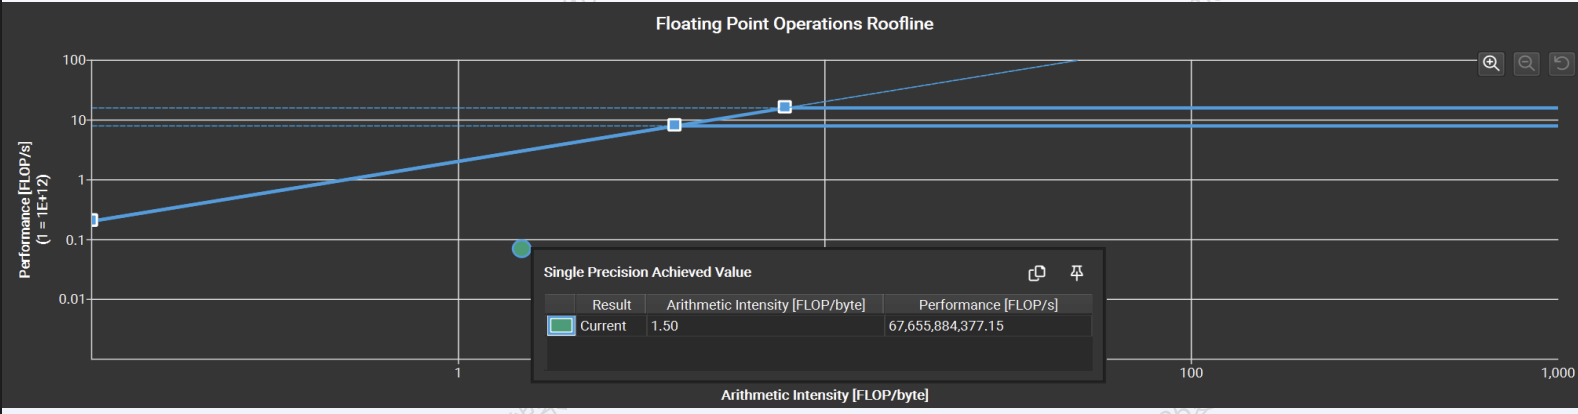 Floating Point Operations Roofline
Performance [FLOP/s]
(1 = 1E+12)
100
10
1
0.1
0.01
Single Precision Achieved Value
Result Arithmetic Intensity [FLOP/byte] Performance [FLOP/s]
Current 1.50 67,655,884,377.15
1 100 1,000
Arithmetic Intensity [FLOP/byte]